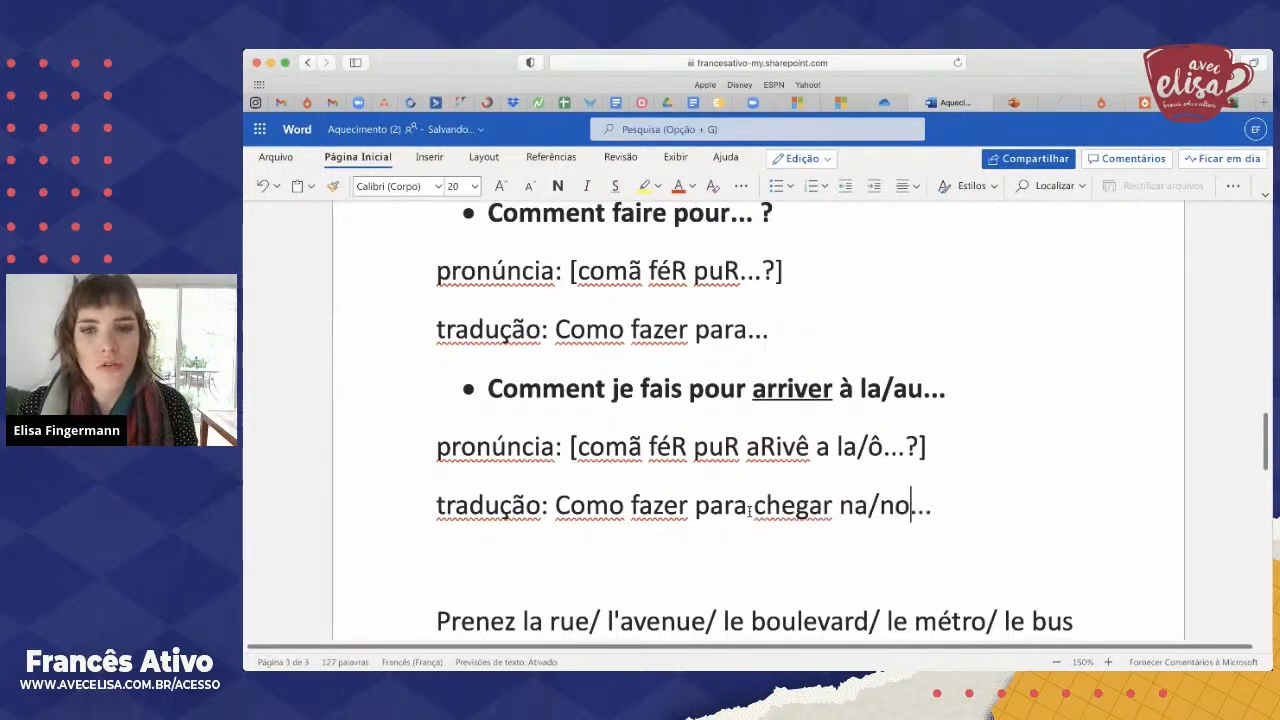 francesativo-my.sharepoint.com
Apple Disney ESPN Yahoo!
Aqueci...
avec
elisa
Word Aquecimento (2) - Salvando...
Pesquisa (Opção + G)
EF
Arquivo Página Inicial Inserir Layout Referências Revisão Exibir Ajuda Edição Compartilhar Comentários Ficar em dia
Calibri (Corpo) 20 N I S Estilos Localizar Reutilizar arquivos
• Comment faire pour... ?
pronúncia: [comã féR puR...?]
tradução: Como fazer para...
• Comment je fais pour arriver à la/au...
pronúncia: [comã féR puR aRivê a la/ô...?]
tradução: Como fazer para chegar na/no...
Prenez la rue/ l'avenue/ le boulevard/ le métro/ le bus
Página 3 de 3 127 palavras Francês (França) Previsões de texto: Ativado 150% Fornecer Comentários à Microsoft
Elisa Fingermann
Francês Ativo
WWW.AVECELISA.COM.BR/ACESSO